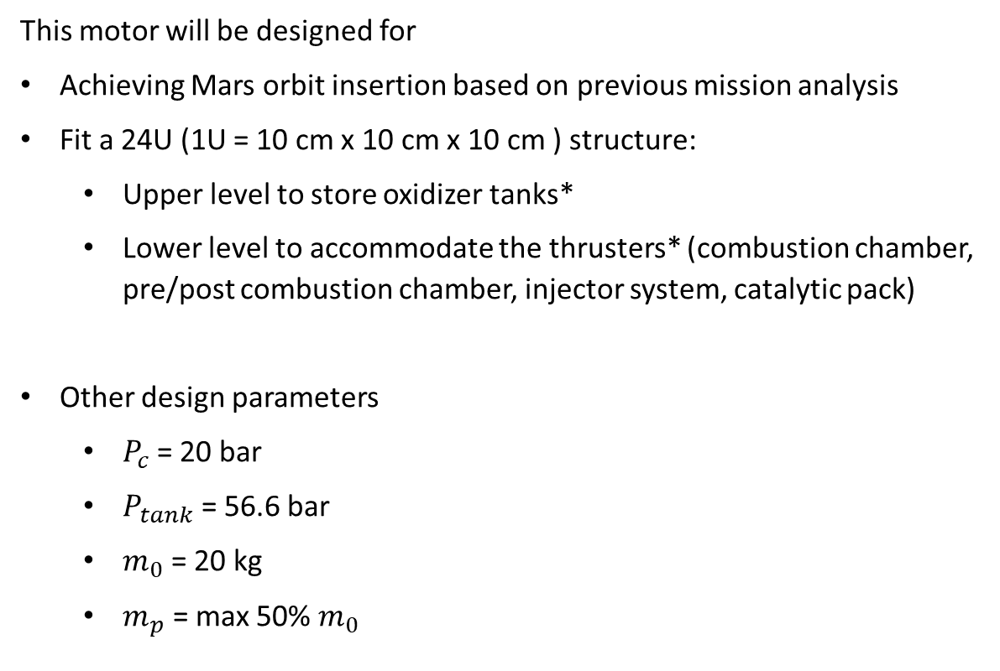 This motor will be designed for
• Achieving Mars orbit insertion based on previous mission analysis
• Fit a 24U (1U = 10 cm x 10 cm x 10 cm ) structure:
• Upper level to store oxidizer tanks*
• Lower level to accommodate the thrusters* (combustion chamber,
pre/post combustion chamber, injector system, catalytic pack)
• Other design parameters
• $P_c$ = 20 bar
• $P_{tank}$ = 56.6 bar
• $m_0$ = 20 kg
• $m_p$ = max 50% $m_0$